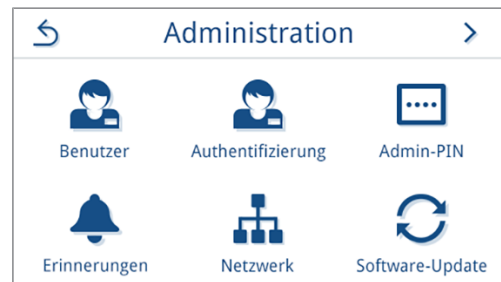 Administration
Benutzer Authentifizierung Admin-PIN
Erinnerungen Netzwerk Software-Update